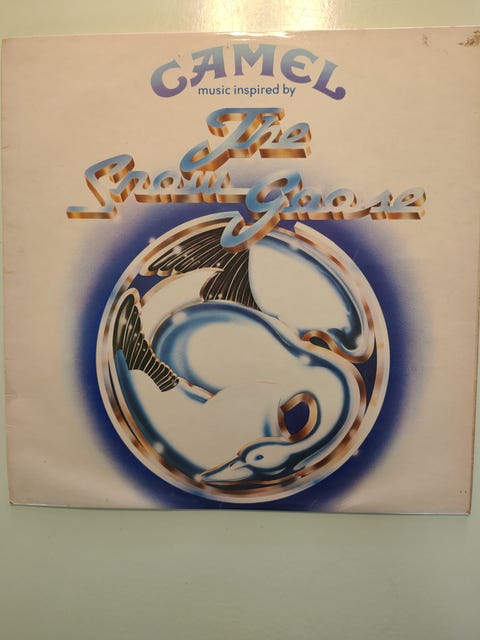 CAMEL
music inspired by
The
Snow Goose